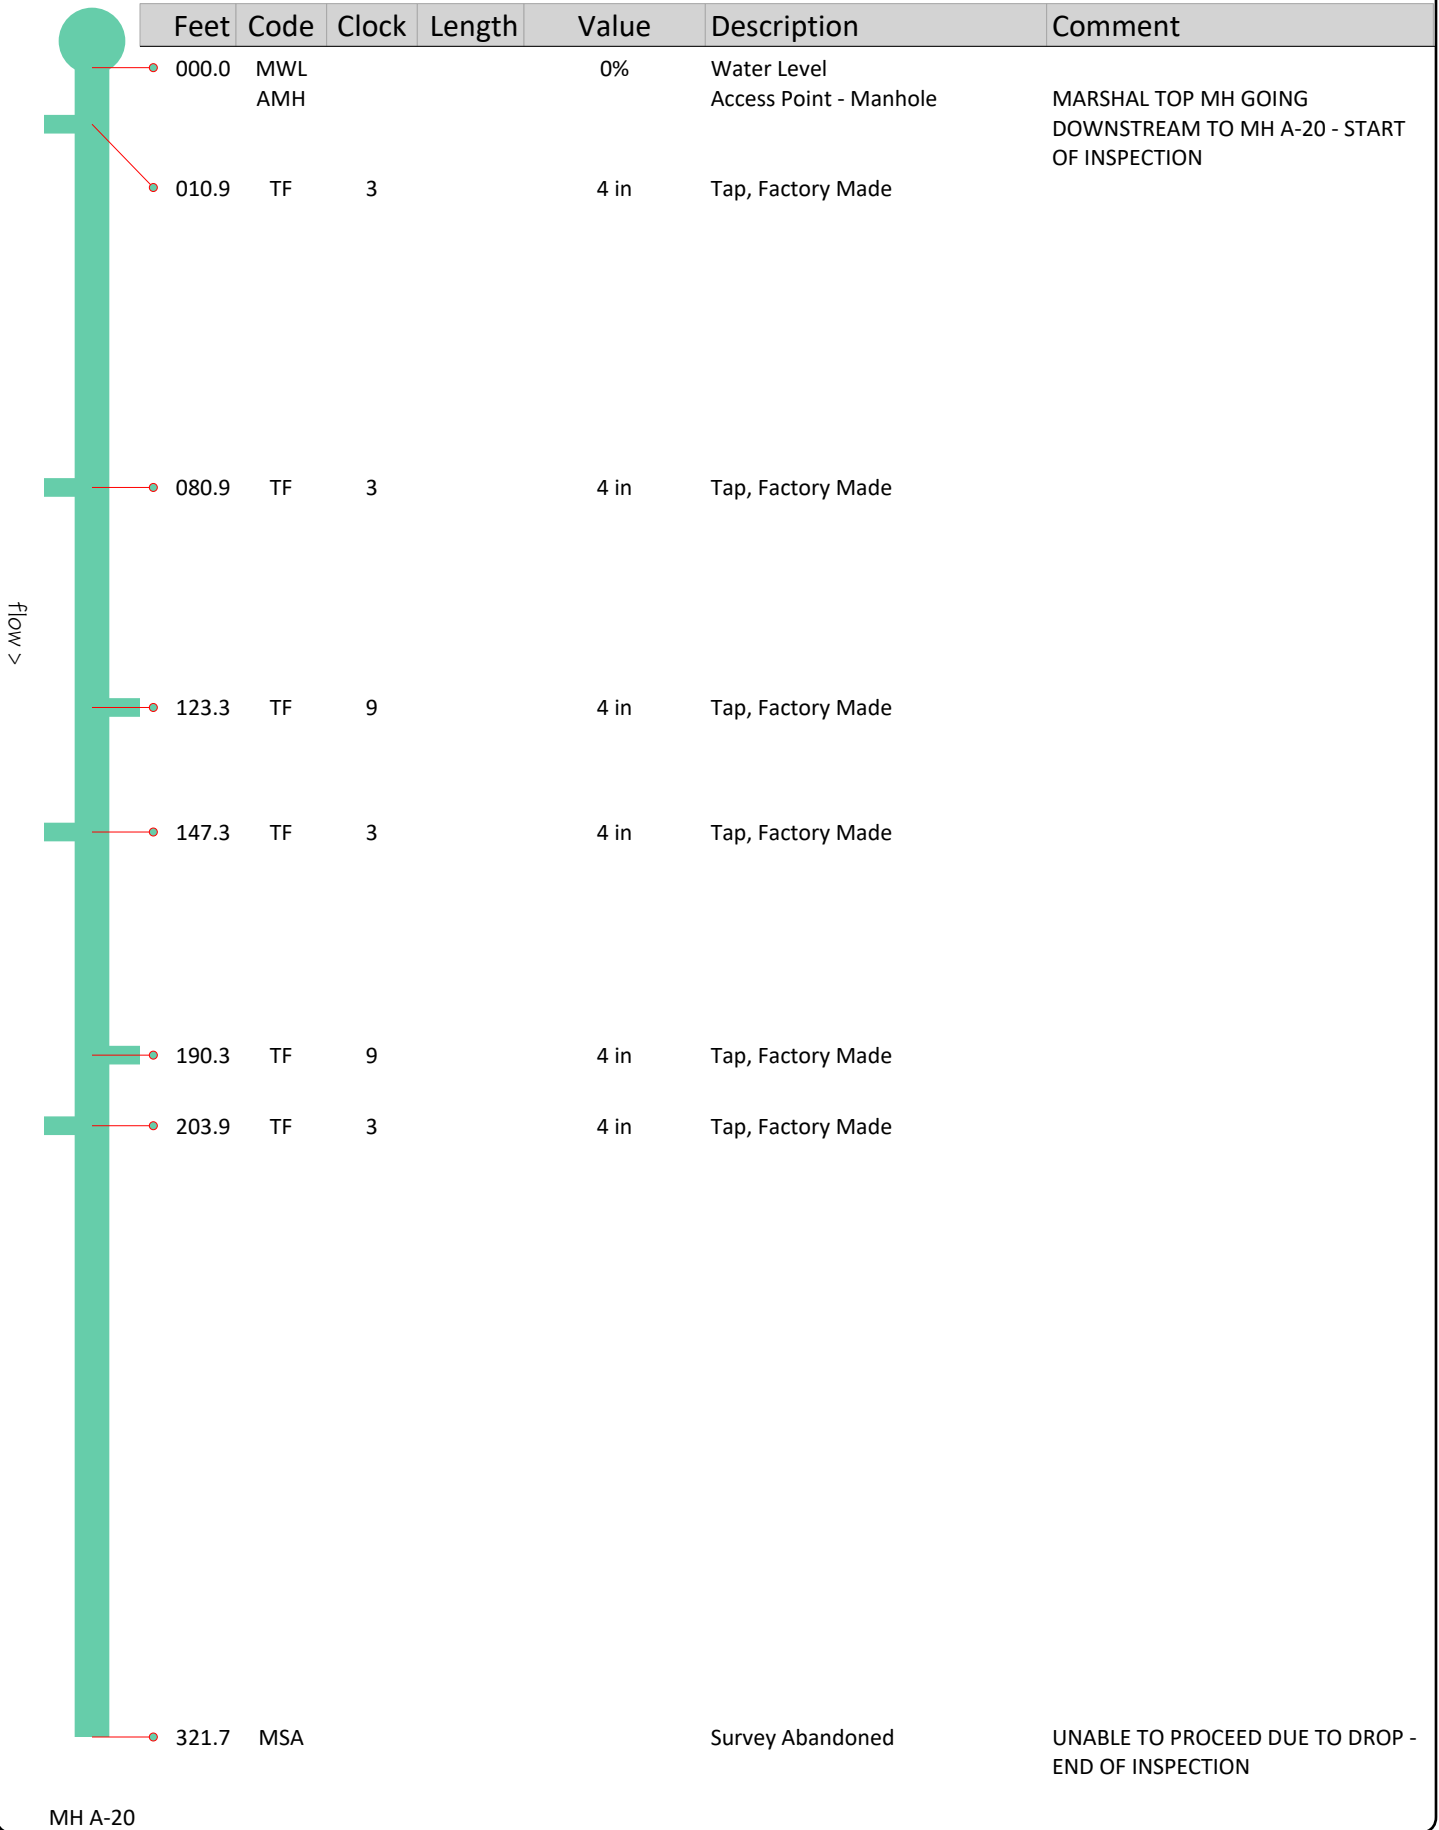 Feet Code Clock Length Value Description Comment
000.0 MWL 0% Water Level
AMH Access Point - Manhole MARSHAL TOP MH GOING
DOWNSTREAM TO MH A-20 - START
OF INSPECTION
010.9 TF 3 4 in Tap, Factory Made
080.9 TF 3 4 in Tap, Factory Made
flow >
123.3 TF 9 4 in Tap, Factory Made
147.3 TF 3 4 in Tap, Factory Made
190.3 TF 9 4 in Tap, Factory Made
203.9 TF 3 4 in Tap, Factory Made
321.7 MSA Survey Abandoned UNABLE TO PROCEED DUE TO DROP -
END OF INSPECTION
MH A-20